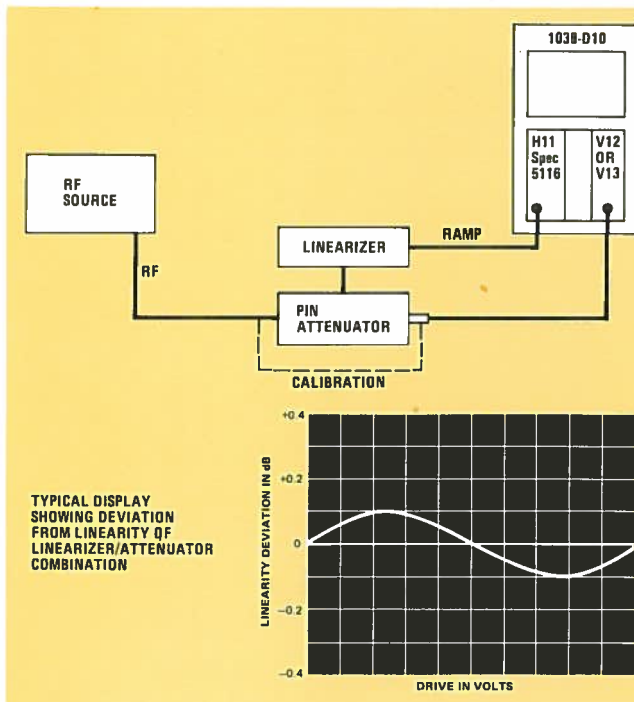 1038-D10
H11
Spec
5116
V12
OR
V13
RF
SOURCE
LINEARIZER
RAMP
RF
PIN
ATTENUATOR
CALIBRATION
TYPICAL DISPLAY
SHOWING DEVIATION
FROM LINEARITY OF
LINEARIZER/ATTENUATOR
COMBINATION
LINEARITY DEVIATION IN dB
+0.4
+0.2
0
-0.2
-0.4
DRIVE IN VOLTS